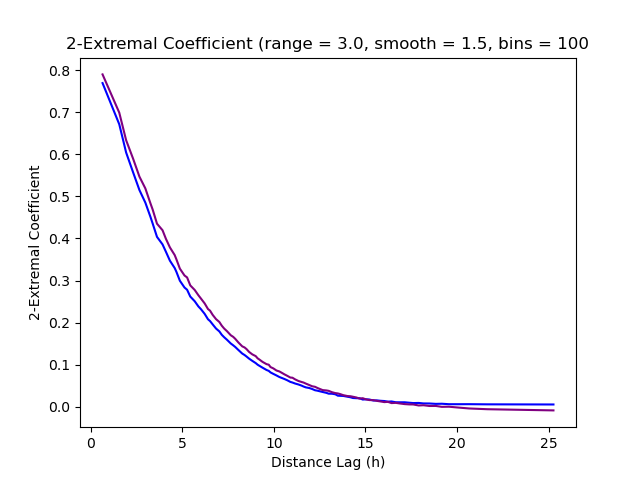 2-Extremal Coefficient (range = 3.0, smooth = 1.5, bins = 100
0.8
0.7
0.6
0.5
0.4
0.3
0.2
0.1
0.0
2-Extremal Coefficient
0 5 10 15 20 25
Distance Lag (h)